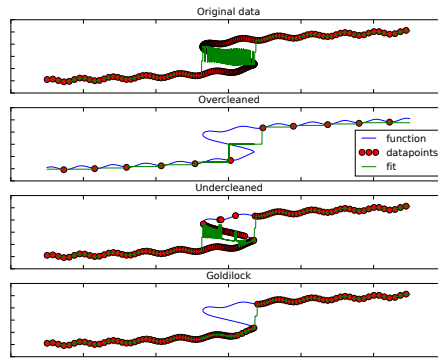 Original data
Overcleaned
function
datapoints
fit
Undercleaned
Goldilock